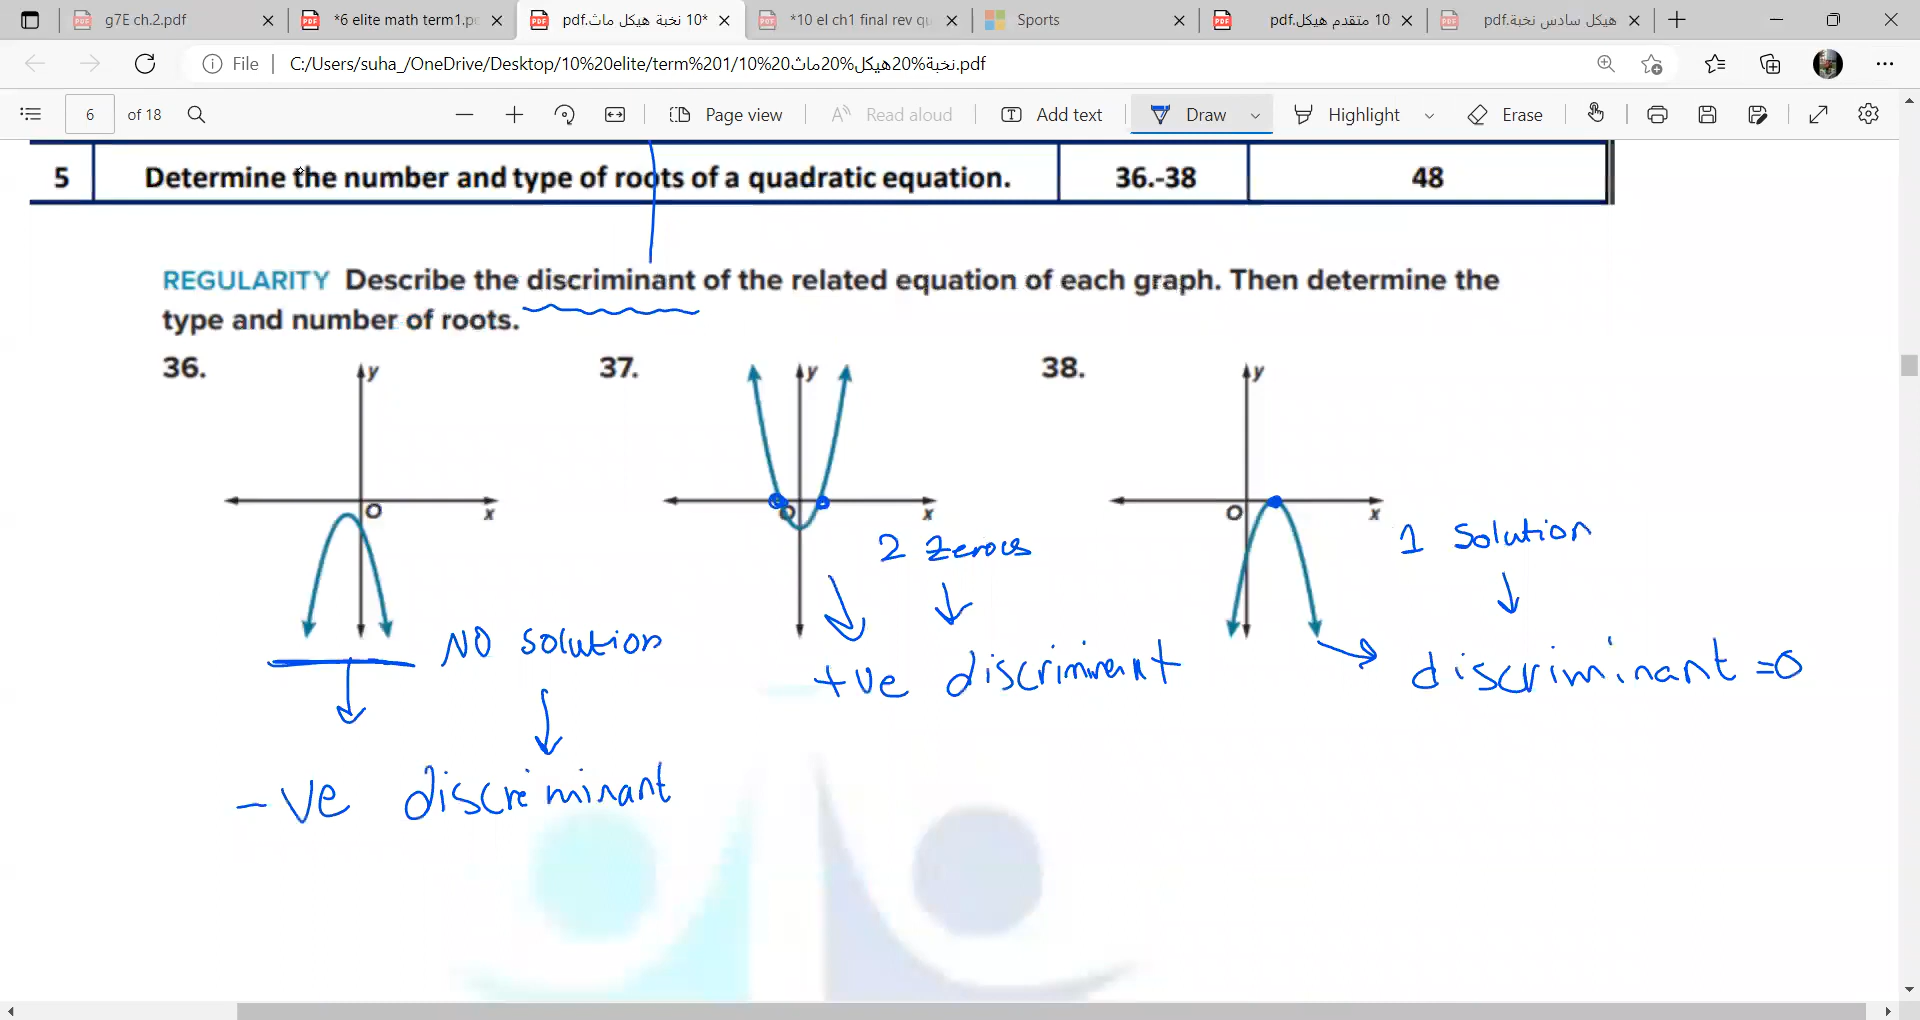 g7E ch.2.pdf
*6 elite math term1.p
10 نخبة هيكل ماث.pdf*
*10 el ch1 final rev qu
Sports
10 متقدم هيكل.pdf
هيكل سادس نخبة.pdf
File
C:/Users/suha_/OneDrive/Desktop/10%20elite/term%201/10%20نخبة%20هيكل%20ماث.pdf
6 of 18
Page view
Read aloud
Add text
Draw
Highlight
Erase
5 Determine the number and type of roots of a quadratic equation. 36.-38 48
REGULARITY Describe the discriminant of the related equation of each graph. Then determine the
type and number of roots.
36. y
37. y
38. y
O x
O x
O x
2 Zeros
1 Solution
NO solution
+ve discriminant
discriminant =0
-ve discriminant